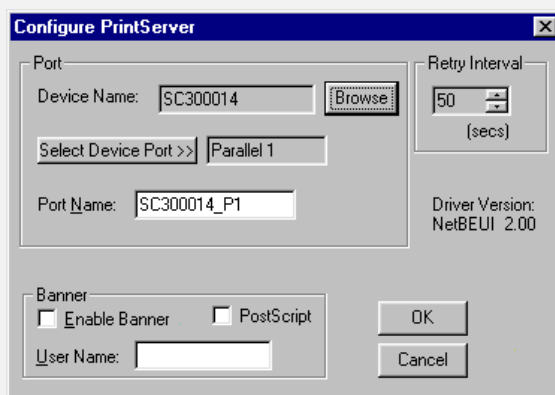 Configure PrintServer
Port
Device Name: SC300014 Browse
Select Device Port >> Parallel 1
Port Name: SC300014_P1
Retry Interval
50
(secs)
Driver Version:
NetBEUI 2.00
Banner
Enable Banner PostScript
User Name:
OK
Cancel